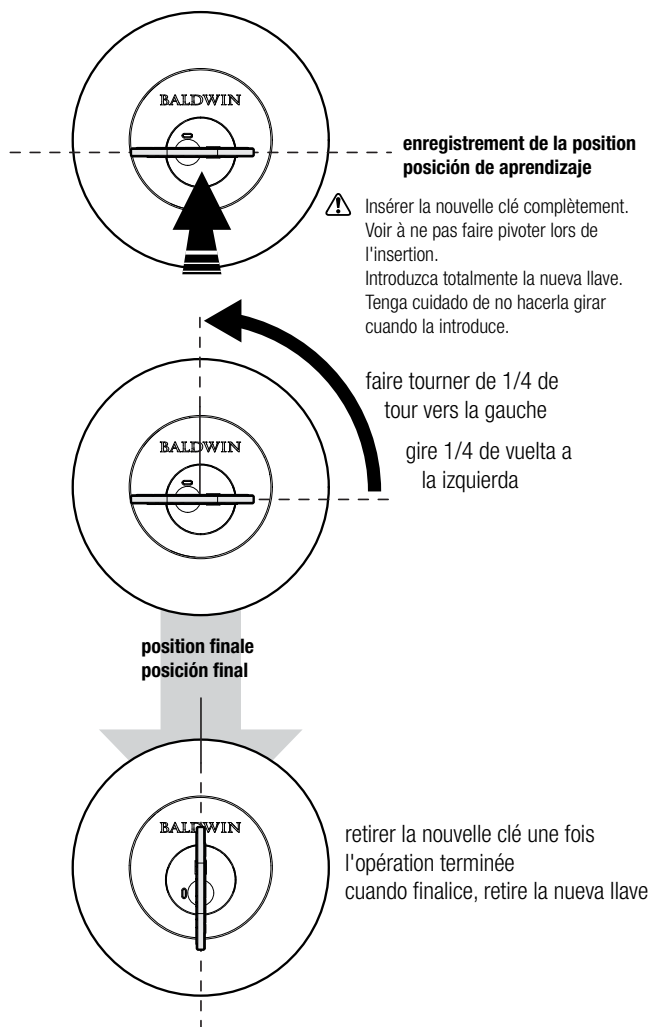 BALDWIN
enregistrement de la position
posición de aprendizaje
Insérer la nouvelle clé complètement.
Voir à ne pas faire pivoter lors de
l'insertion.
Introduzca totalmente la nueva llave.
Tenga cuidado de no hacerla girar
cuando la introduce.
faire tourner de 1/4 de
tour vers la gauche
BALDWIN
gire 1/4 de vuelta a
la izquierda
position finale
posición final
BALDWIN
retirer la nouvelle clé une fois
l'opération terminée
cuando finalice, retire la nueva llave